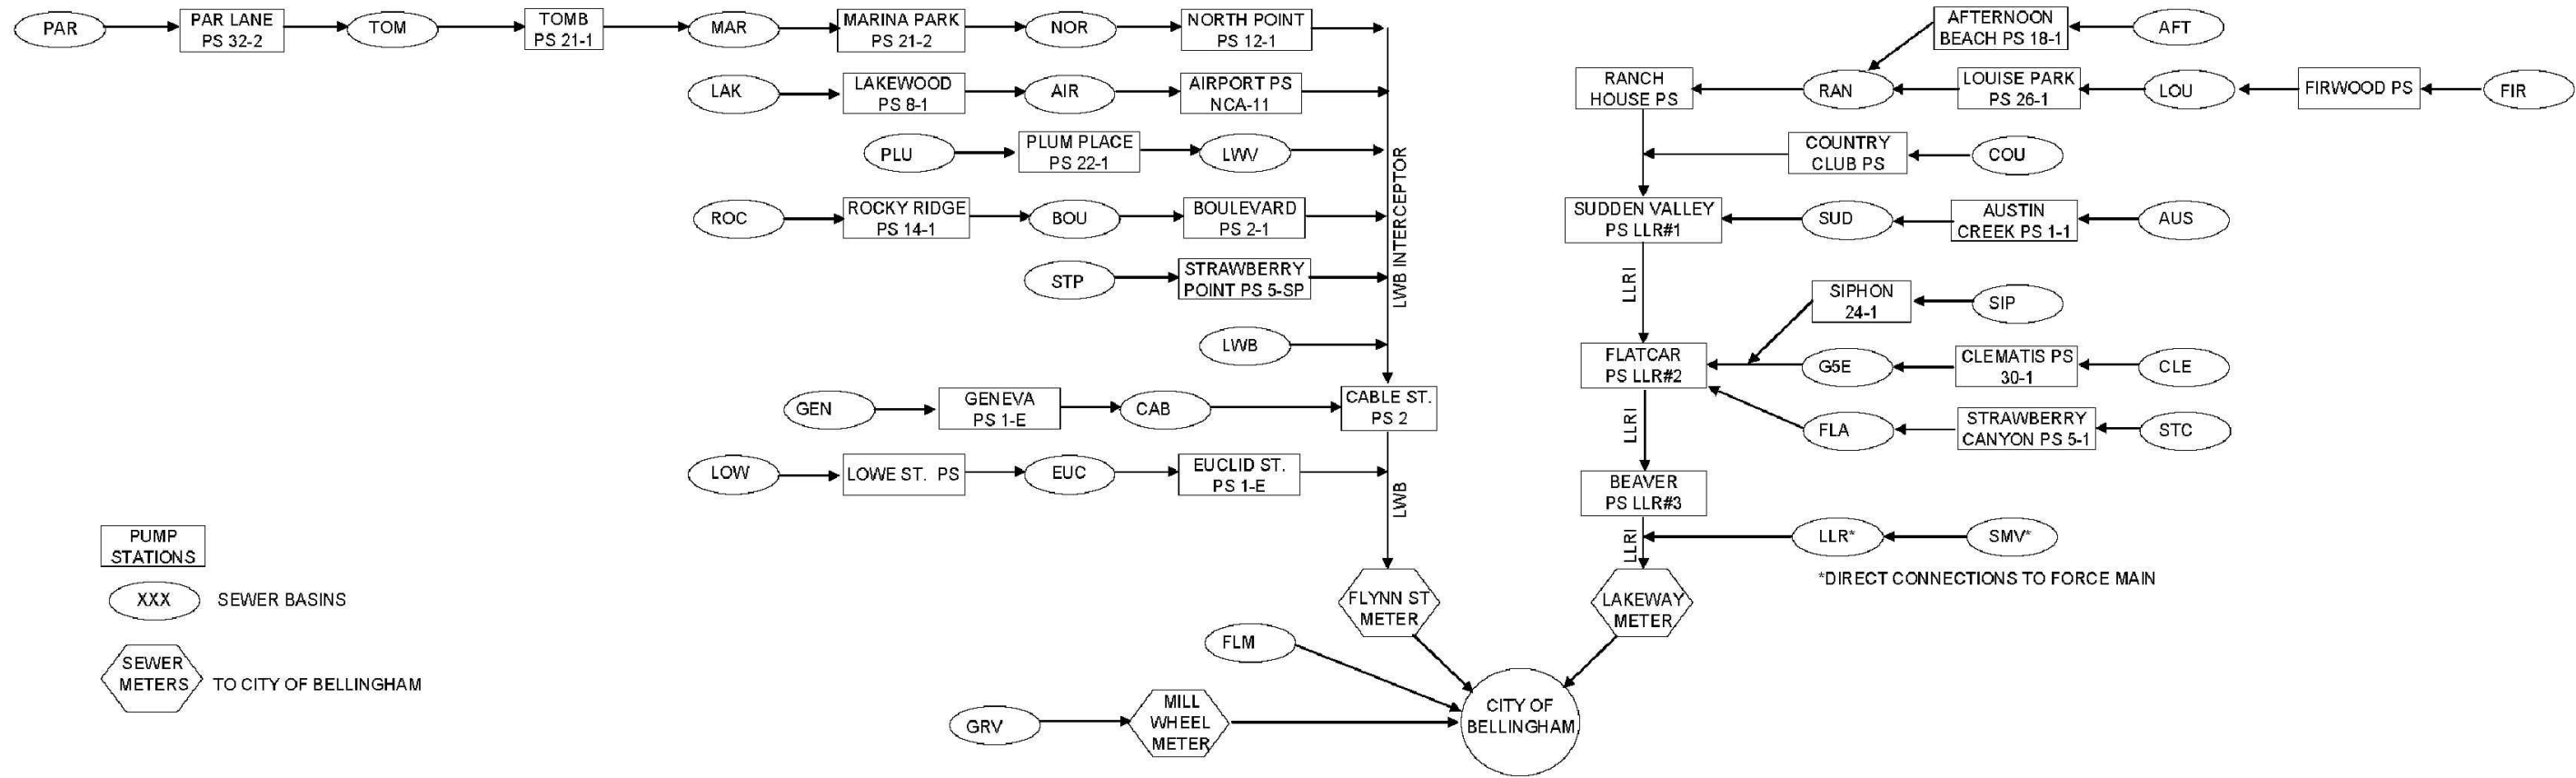 PAR
PAR LANE
PS 32-2
TOM
TOMB
PS 21-1
MAR
MARINA PARK
PS 21-2
NOR
NORTH POINT
PS 12-1
LAK
LAKEWOOD
PS 8-1
AIR
AIRPORT PS
NCA-11
PLU
PLUM PLACE
PS 22-1
LWV
ROC
ROCKY RIDGE
PS 14-1
BOU
BOULEVARD
PS 2-1
STP
STRAWBERRY
POINT PS 5-SP
LWB
LWB INTERCEPTOR
GEN
GENEVA
PS 1-E
CAB
CABLE ST.
PS 2
LOW
LOWE ST. PS
EUC
EUCLID ST.
PS 1-E
LWB
FLYNN ST
METER
AFTERNOON
BEACH PS 18-1
AFT
RANCH
HOUSE PS
RAN
LOUISE PARK
PS 26-1
LOU
FIRWOOD PS
FIR
COUNTRY
CLUB PS
COU
SUDDEN VALLEY
PS LLR#1
SUD
AUSTIN
CREEK PS 1-1
AUS
LLRI
SIPHON
24-1
SIP
FLATCAR
PS LLR#2
G5E
CLEMATIS PS
30-1
CLE
LLRI
FLA
STRAWBERRY
CANYON PS 5-1
STC
BEAVER
PS LLR#3
LLRI
LLR*
SMV*
*DIRECT CONNECTIONS TO FORCE MAIN
LAKEWAY
METER
FLM
GRV
MILL
WHEEL
METER
CITY OF
BELLINGHAM
PUMP
STATIONS
XXX
SEWER BASINS
SEWER
METERS
TO CITY OF BELLINGHAM